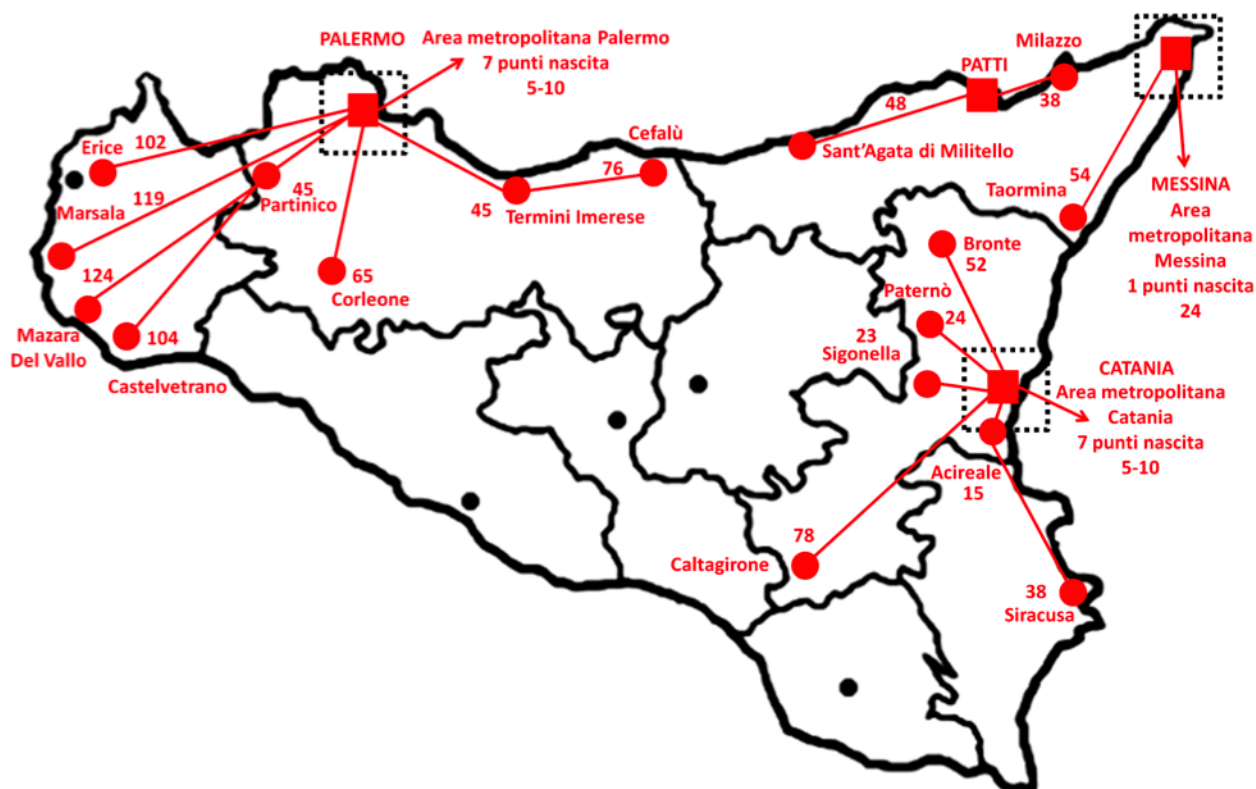 PALERMO
Area metropolitana Palermo
7 punti nascita
5-10
Erice
102
119
Marsala
45
Partinico
124
Mazara
Del Vallo
104
Castelvetrano
65
Corleone
45
Termini Imerese
Cefalù
76
PATTI
Milazzo
38
48
Sant'Agata di Militello
54
Taormina
MESSINA
Area
metropolitana
Messina
1 punti nascita
24
Bronte
52
Paternò
24
23
Sigonella
CATANIA
Area metropolitana
Catania
7 punti nascita
5-10
Acireale
15
78
Caltagirone
38
Siracusa